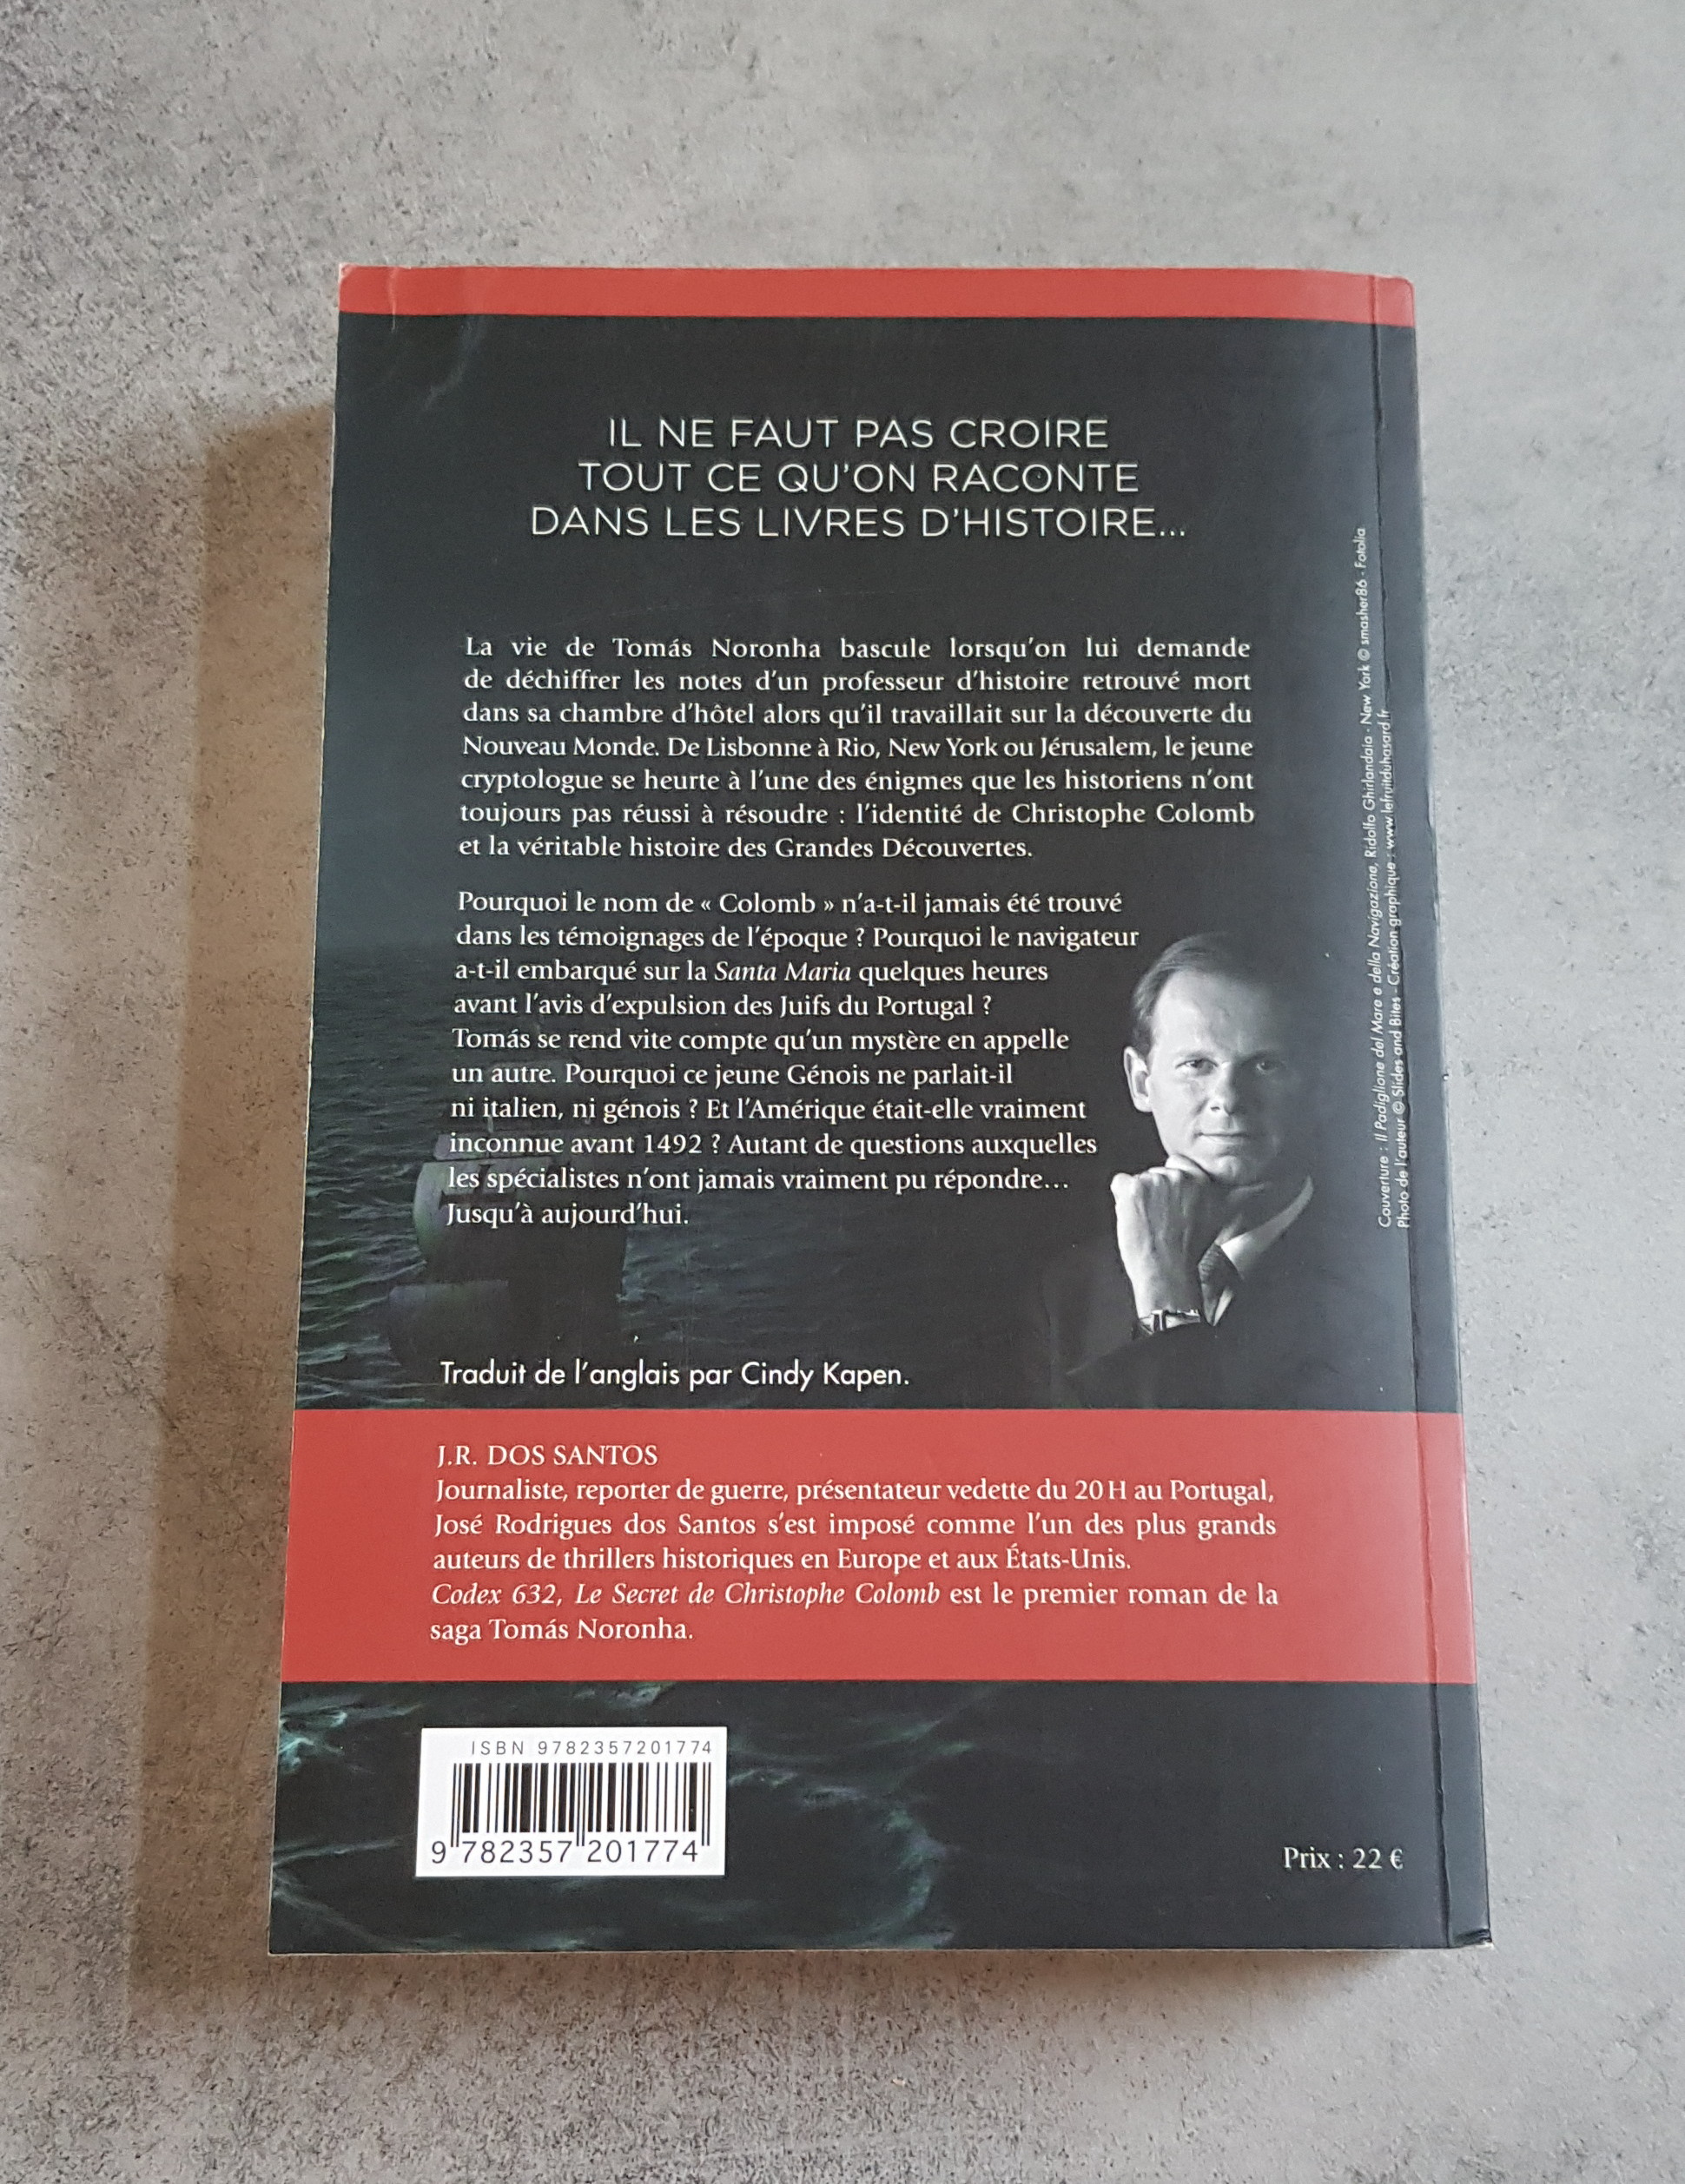 IL NE FAUT PAS CROIRE
TOUT CE QU'ON RACONTE
DANS LES LIVRES D'HISTOIRE...
La vie de Tomás Noronha bascule lorsqu'on lui demande
de déchiffrer les notes d'un professeur d'histoire retrouvé mort
dans sa chambre d'hôtel alors qu'il travaillait sur la découverte du
Nouveau Monde. De Lisbonne à Rio, New York ou Jérusalem, le jeune
cryptologue se heurte à l'une des énigmes que les historiens n'ont
toujours pas réussi à résoudre : l'identité de Christophe Colomb
et la véritable histoire des Grandes Découvertes.
Pourquoi le nom de « Colomb » n'a-t-il jamais été trouvé
dans les témoignages de l'époque ? Pourquoi le navigateur
a-t-il embarqué sur la Santa Maria quelques heures
avant l'avis d'expulsion des Juifs du Portugal ?
Tomás se rend vite compte qu'un mystère en appelle
un autre. Pourquoi ce jeune Génois ne parlait-il
ni italien, ni génois ? Et l'Amérique était-elle vraiment
inconnue avant 1492 ? Autant de questions auxquelles
les spécialistes n'ont jamais vraiment pu répondre...
Jusqu'à aujourd'hui.
Traduit de l'anglais par Cindy Kapen.
J.R. DOS SANTOS
Journaliste, reporter de guerre, présentateur vedette du 20 H au Portugal,
José Rodrigues dos Santos s'est imposé comme l'un des plus grands
auteurs de thrillers historiques en Europe et aux États-Unis.
Codex 632, Le Secret de Christophe Colomb est le premier roman de la
saga Tomás Noronha.
ISBN 9782357201774
9 782357 201774
Prix : 22 €
Couverture : Il Padiglione del Mare e della Navigazione, Ridolfo Ghirlandaia - New York © smasher86 - Fotolia
Photo de l'auteur © Slides and Bites - Création graphique : www.lefruitduhasard.fr